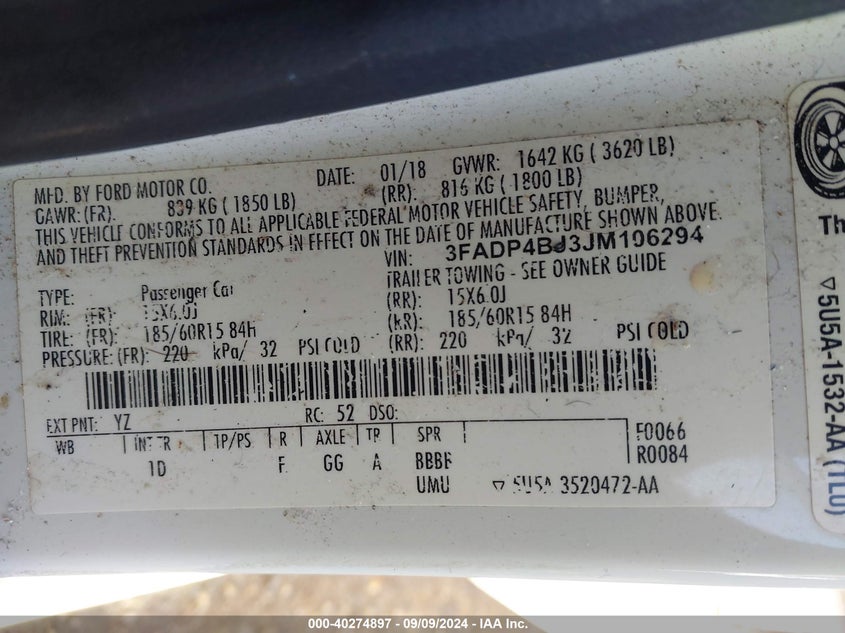 MFD. BY FORD MOTOR CO. DATE: 01/18 GVWR: 1642 KG ( 3620 LB)
GAWR: (FR): 839 KG ( 1850 LB) (RR): 816 KG ( 1800 LB)
THIS VEHICLE CONFORMS TO ALL APPLICABLE FEDERAL MOTOR VEHICLE SAFETY, BUMPER,
AND THEFT PREVENTION STANDARDS IN EFFECT ON THE DATE OF MANUFACTURE SHOWN ABOVE.
VIN: 3FADP4BJ3JM106294
TYPE: Passenger Car TRAILER TOWING - SEE OWNER GUIDE
RIM: (FR): 15X6.0J (RR): 15X6.0J
TIRE: (FR): 185/60R15 84H (RR): 185/60R15 84H
PRESSURE: (FR): 220 kPa/ 32 PSI COLD (RR): 220 kPa/ 32 PSI COLD
EXT PNT: YZ RC: 52 DSO:
WB INT TR TP/PS R AXLE TR SPR F0066
1D F GG A BBBB R0084
UMU ▽ 5U5A 3520472-AA
Th
▽ 5U5A-1532-AA (TL0)
000-40274897 - 09/09/2024 - IAA Inc.